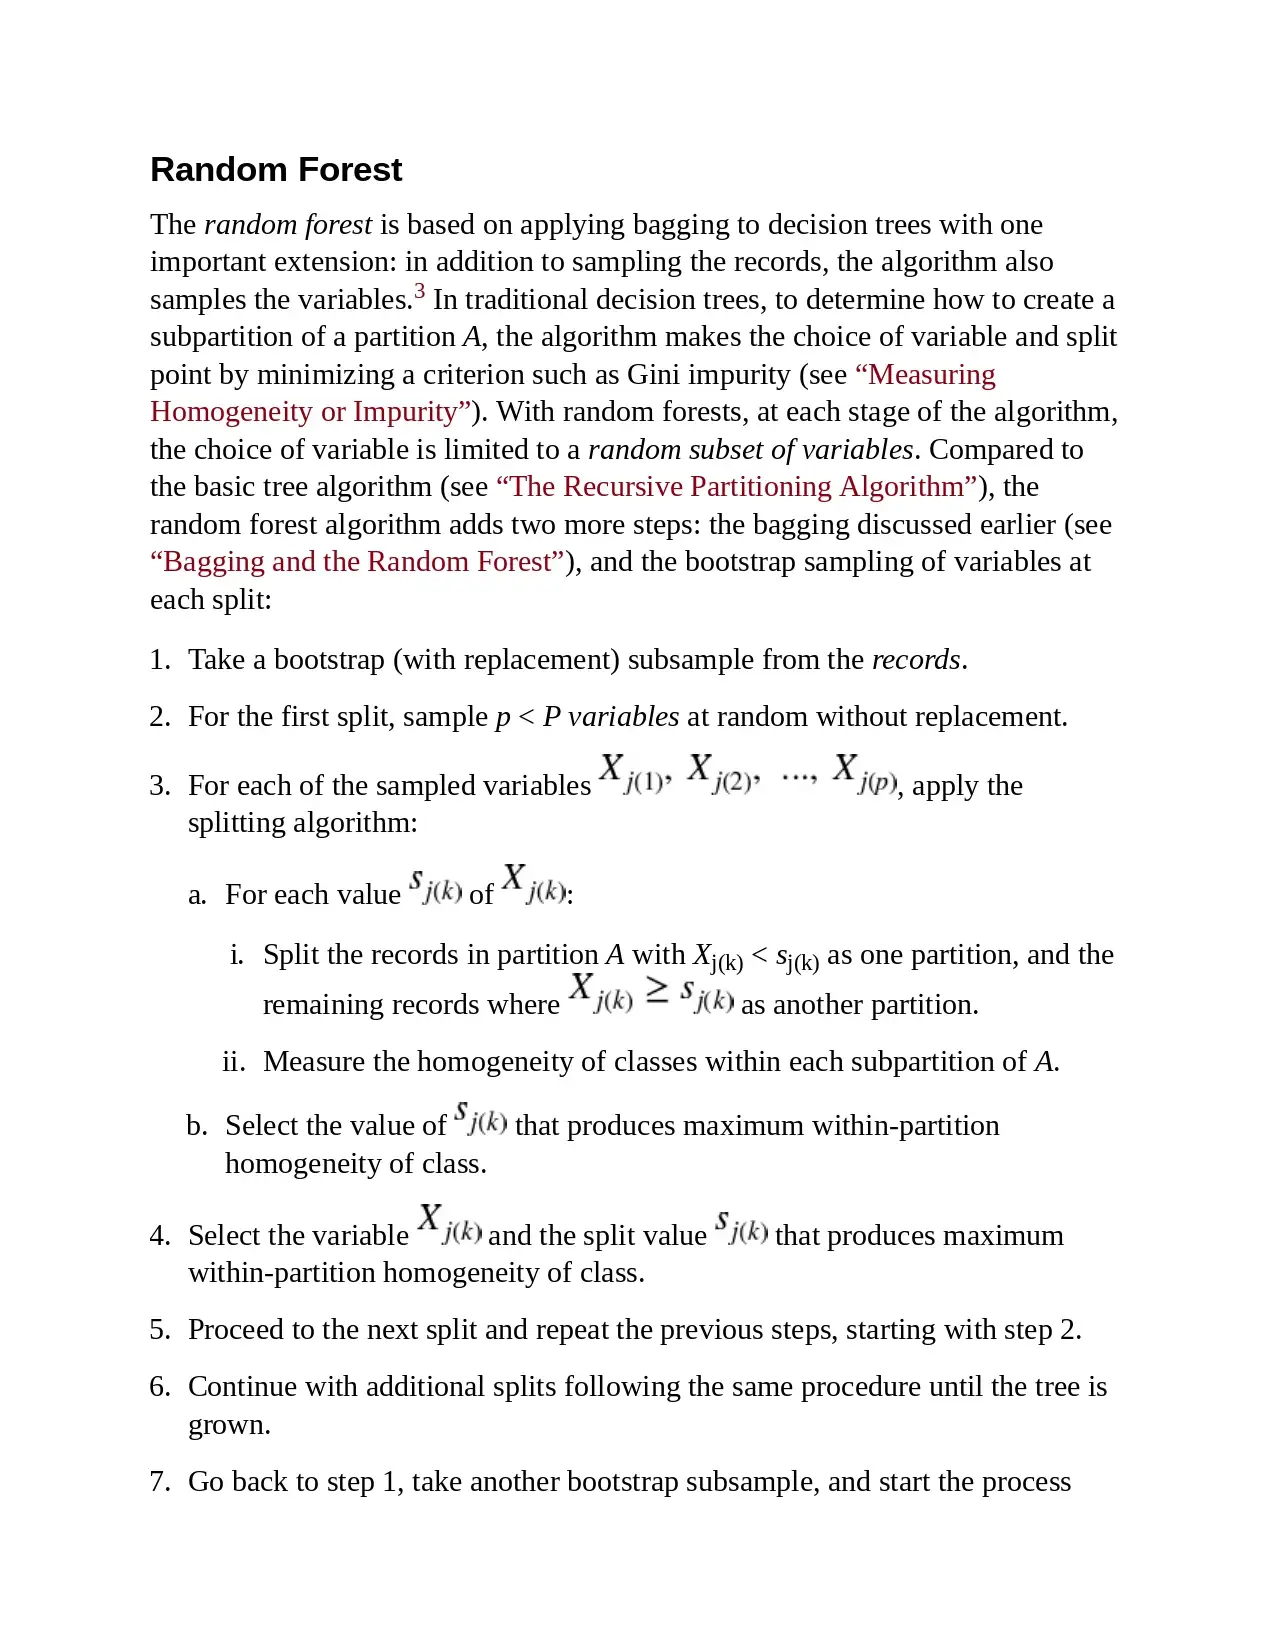 Random Forest
The random forest is based on applying bagging to decision trees with one
important extension: in addition to sampling the records, the algorithm also
samples the variables.3 In traditional decision trees, to determine how to create a
subpartition of a partition A, the algorithm makes the choice of variable and split
point by minimizing a criterion such as Gini impurity (see “Measuring
Homogeneity or Impurity”). With random forests, at each stage of the algorithm,
the choice of variable is limited to a random subset of variables. Compared to
the basic tree algorithm (see “The Recursive Partitioning Algorithm”), the
random forest algorithm adds two more steps: the bagging discussed earlier (see
“Bagging and the Random Forest”), and the bootstrap sampling of variables at
each split:
1. Take a bootstrap (with replacement) subsample from the records.
2. For the first split, sample p < P variables at random without replacement.
3. For each of the sampled variables X j(1), X j(2), ..., X j(p), apply the
splitting algorithm:
a. For each value s j(k) of X j(k):
i. Split the records in partition A with Xj(k) < sj(k) as one partition, and the
remaining records where X j(k) ≥ s j(k) as another partition.
ii. Measure the homogeneity of classes within each subpartition of A.
b. Select the value of s j(k) that produces maximum within-partition
homogeneity of class.
4. Select the variable X j(k) and the split value s j(k) that produces maximum
within-partition homogeneity of class.
5. Proceed to the next split and repeat the previous steps, starting with step 2.
6. Continue with additional splits following the same procedure until the tree is
grown.
7. Go back to step 1, take another bootstrap subsample, and start the process